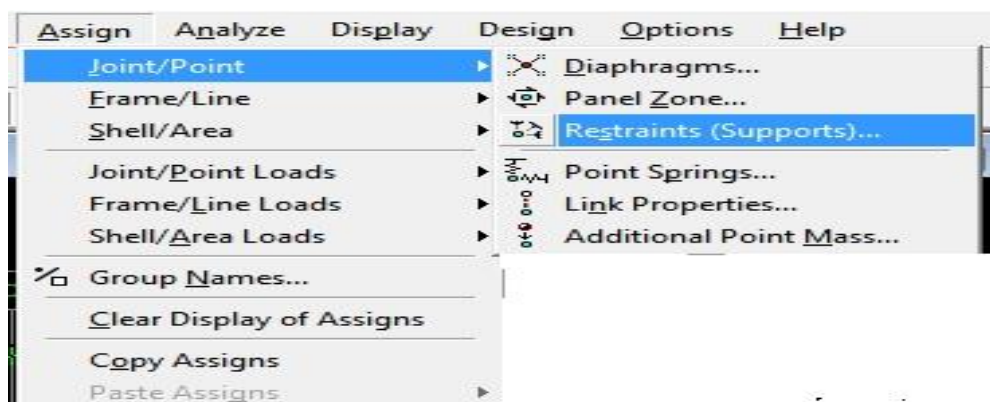 Assign Analyze Display Design Options Help
Joint/Point
Frame/Line
Shell/Area
Joint/Point Loads
Frame/Line Loads
Shell/Area Loads
Group Names...
Clear Display of Assigns
Copy Assigns
Paste Assigns
Diaphragms...
Panel Zone...
Restraints (Supports)...
Point Springs...
Link Properties...
Additional Point Mass...